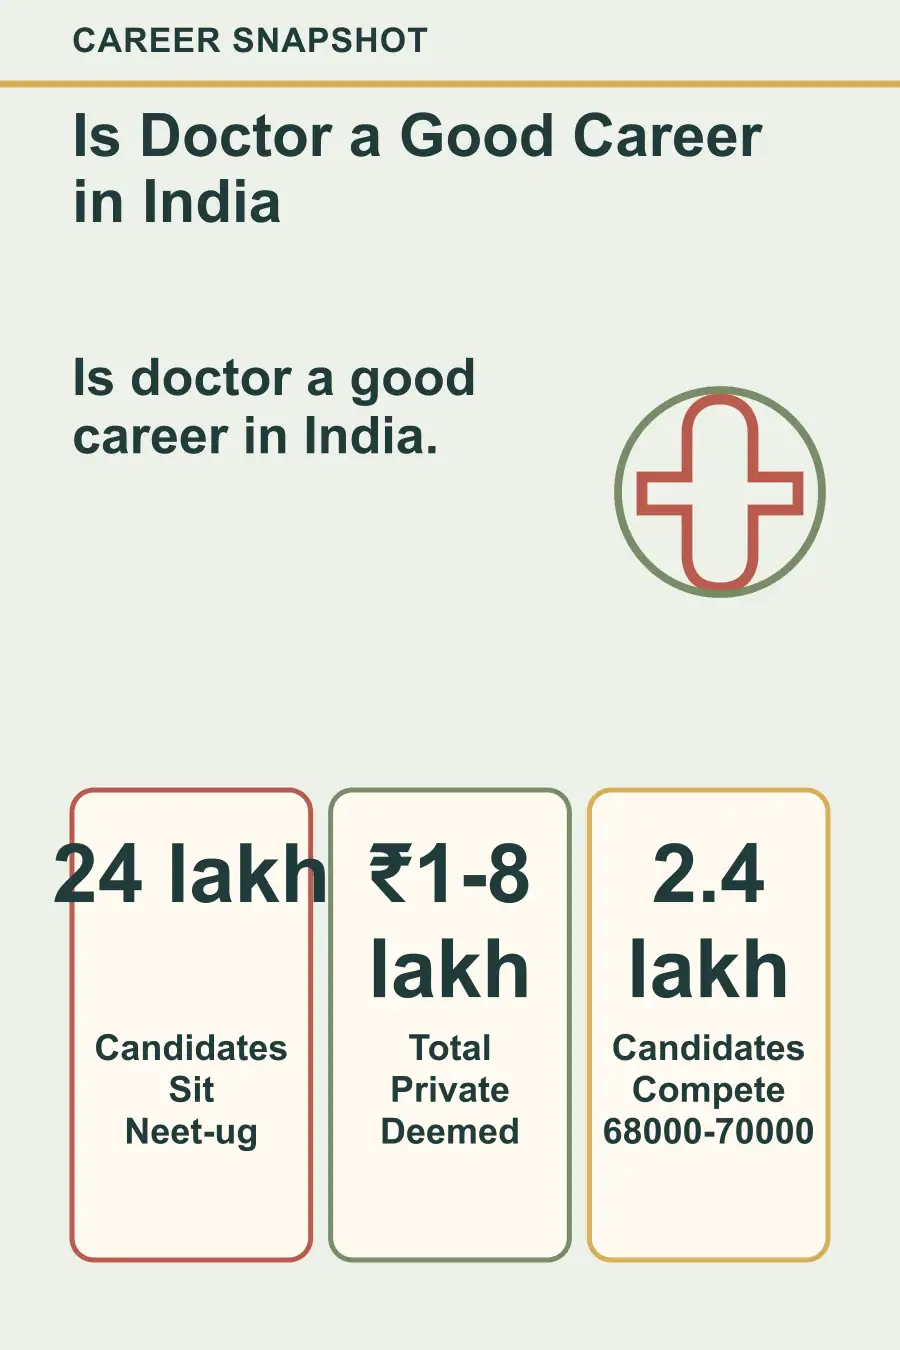 CAREER SNAPSHOT
Is Doctor a Good Career
in India
Is doctor a good
career in India.
24 lakh
Candidates
Sit
Neet-ug
₹1-8
lakh
Total
Private
Deemed
2.4
lakh
Candidates
Compete
68000-70000